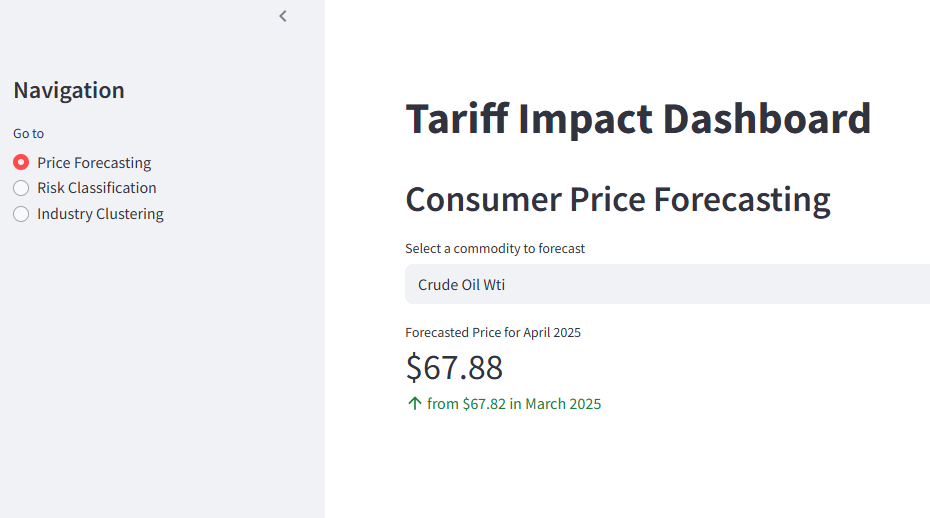 Navigation
Go to
Price Forecasting
Risk Classification
Industry Clustering
Tariff Impact Dashboard
Consumer Price Forecasting
Select a commodity to forecast
Crude Oil Wti
Forecasted Price for April 2025
$67.88
from $67.82 in March 2025